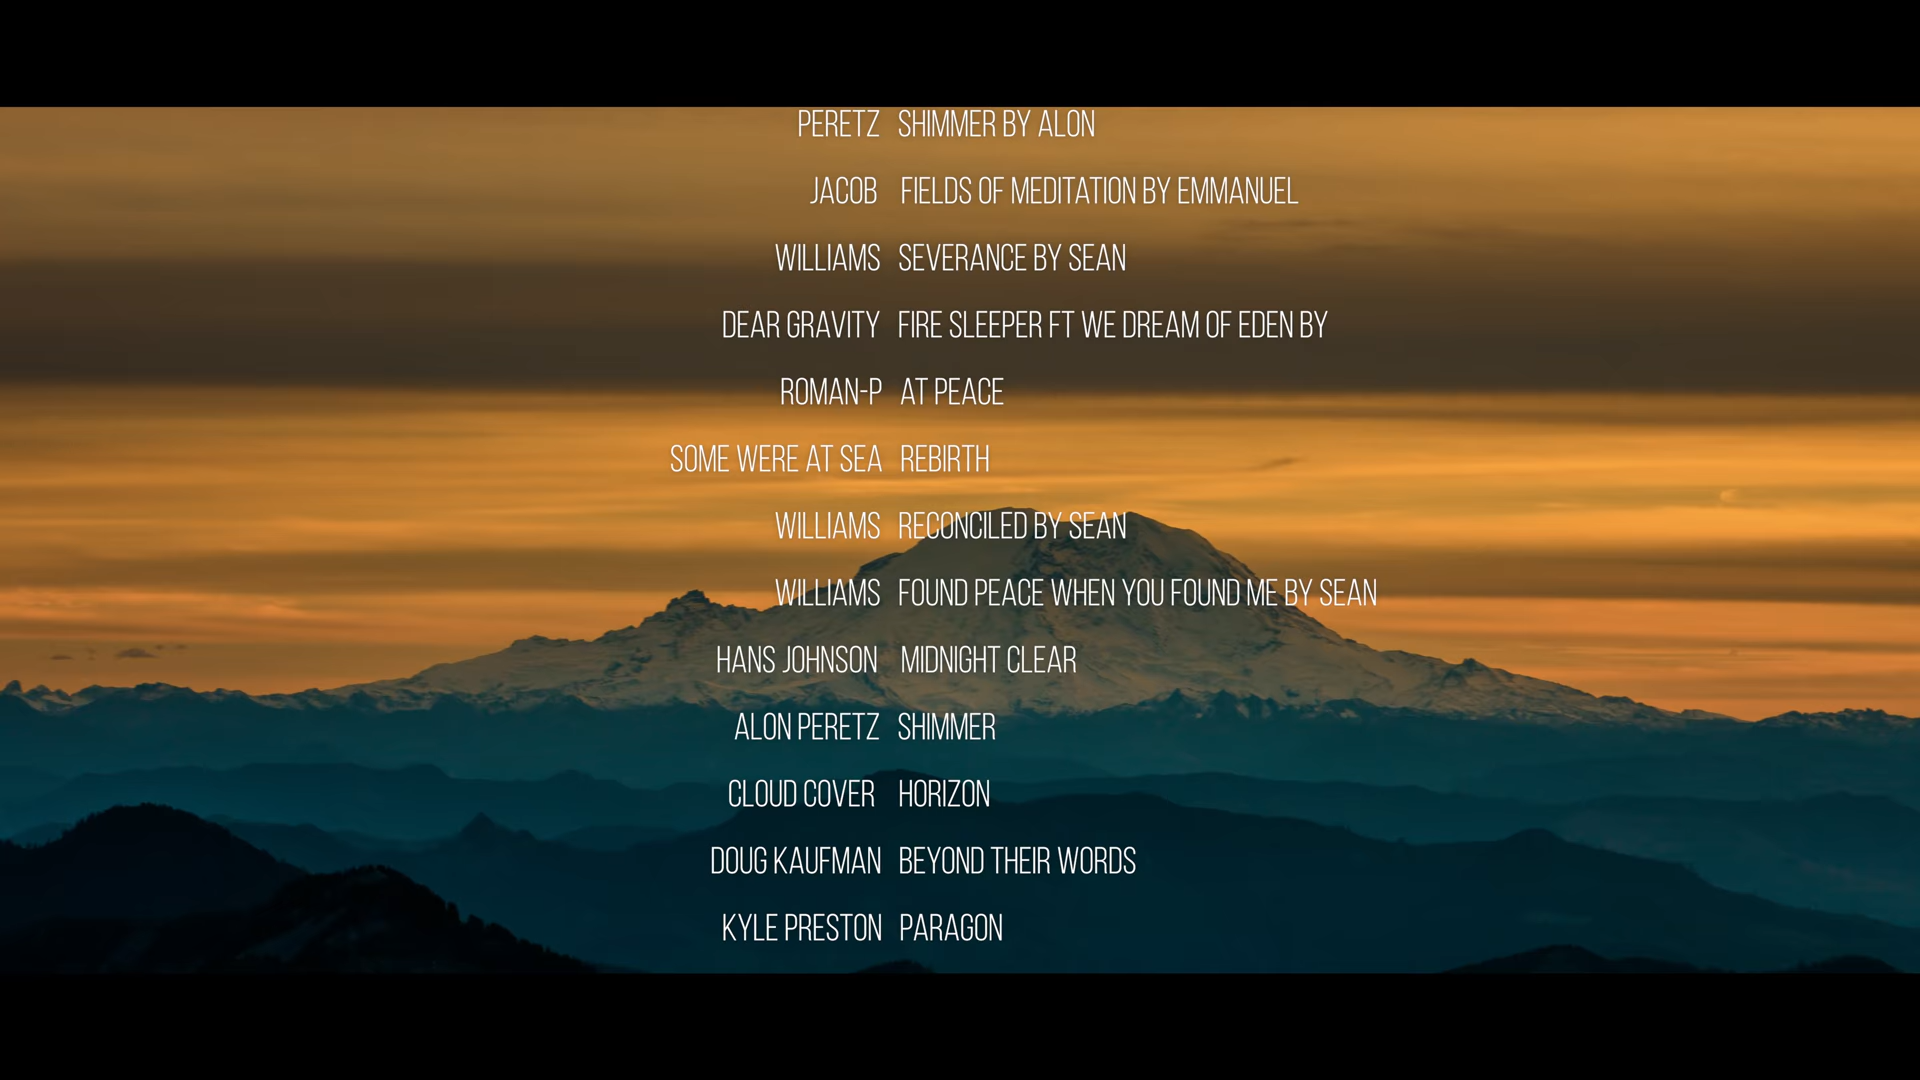 PERETZ SHIMMER BY ALON
JACOB FIELDS OF MEDITATION BY EMMANUEL
WILLIAMS SEVERANCE BY SEAN
DEAR GRAVITY FIRE SLEEPER FT WE DREAM OF EDEN BY
ROMAN-P AT PEACE
SOME WERE AT SEA REBIRTH
WILLIAMS RECONCILED BY SEAN
WILLIAMS FOUND PEACE WHEN YOU FOUND ME BY SEAN
HANS JOHNSON MIDNIGHT CLEAR
ALON PERETZ SHIMMER
CLOUD COVER HORIZON
DOUG KAUFMAN BEYOND THEIR WORDS
KYLE PRESTON PARAGON